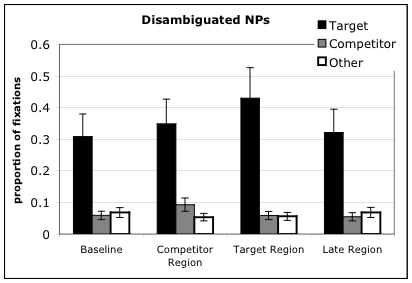 Disambiguated NPs
Target
Competitor
Other
proportion of fixations
0.6
0.5
0.4
0.3
0.2
0.1
0
Baseline
Competitor
Region
Target Region
Late Region